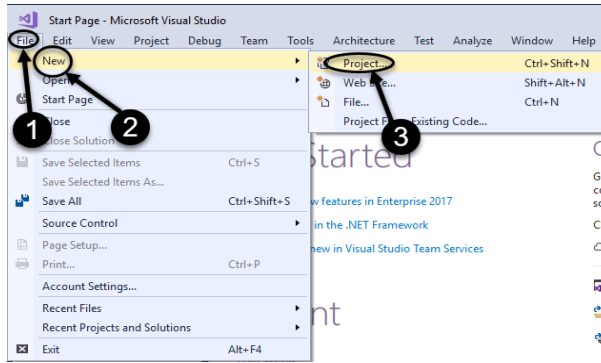 Start Page - Microsoft Visual Studio
File Edit View Project Debug Team Tools Architecture Test Analyze Window Help
New
Project... Ctrl+Shift+N
Open
Shift+Alt+N
Start Page
File... Ctrl+N
1 2 3
Close
Project Existing Code...
Close Solution
Started
Save Selected Items Ctrl+S
Save Selected Items As...
Save All Ctrl+Shift+S
features in Enterprise 2017
Source Control
in the .NET Framework
Page Setup...
new in Visual Studio Team Services
Print... Ctrl+P
Account Settings...
Recent Files
Recent Projects and Solutions
Exit Alt+F4